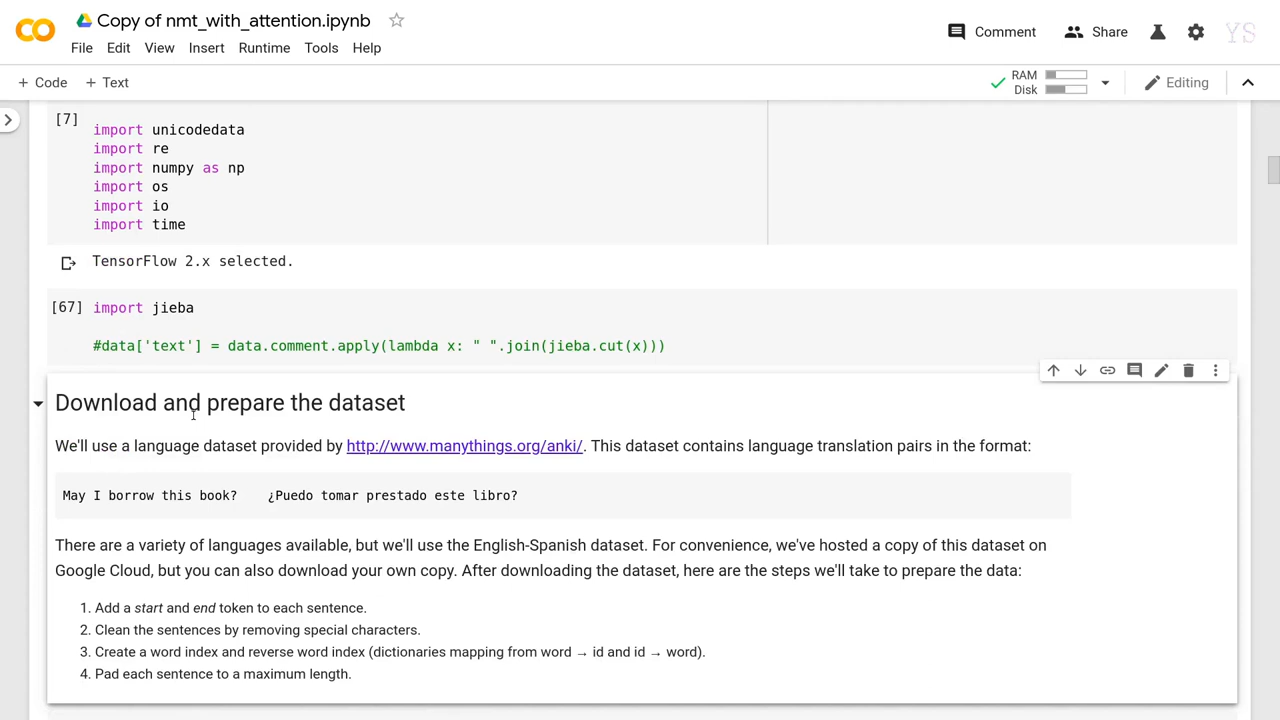 Copy of nmt_with_attention.ipynb
File Edit View Insert Runtime Tools Help
Comment
Share
YS
+ Code + Text
RAM
Disk
Editing
[7]
import unicodedata
import re
import numpy as np
import os
import io
import time
TensorFlow 2.x selected.
[67] import jieba
#data['text'] = data.comment.apply(lambda x: " ".join(jieba.cut(x)))
Download and prepare the dataset
We'll use a language dataset provided by http://www.manythings.org/anki/. This dataset contains language translation pairs in the format:
May I borrow this book?    ¿Puedo tomar prestado este libro?
There are a variety of languages available, but we'll use the English-Spanish dataset. For convenience, we've hosted a copy of this dataset on
Google Cloud, but you can also download your own copy. After downloading the dataset, here are the steps we'll take to prepare the data:
1. Add a start and end token to each sentence.
2. Clean the sentences by removing special characters.
3. Create a word index and reverse word index (dictionaries mapping from word → id and id → word).
4. Pad each sentence to a maximum length.